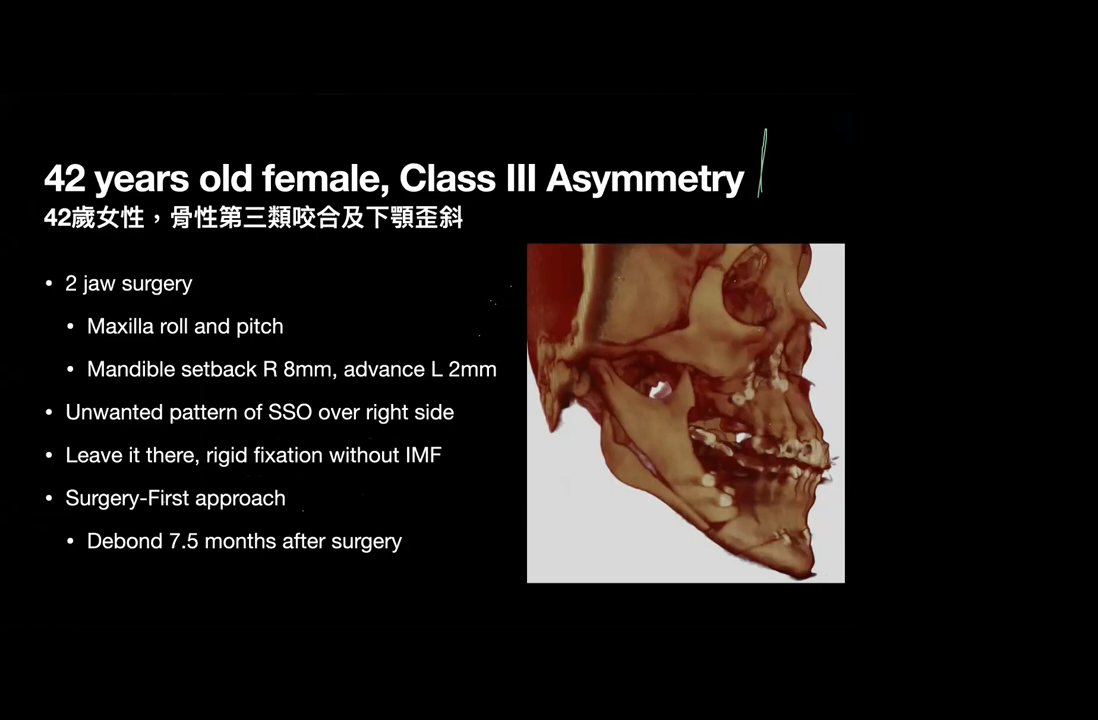 42 years old female, Class III Asymmetry
42歲女性，骨性第三類咬合及下顎歪斜
• 2 jaw surgery
• Maxilla roll and pitch
• Mandible setback R 8mm, advance L 2mm
• Unwanted pattern of SSO over right side
• Leave it there, rigid fixation without IMF
• Surgery-First approach
• Debond 7.5 months after surgery